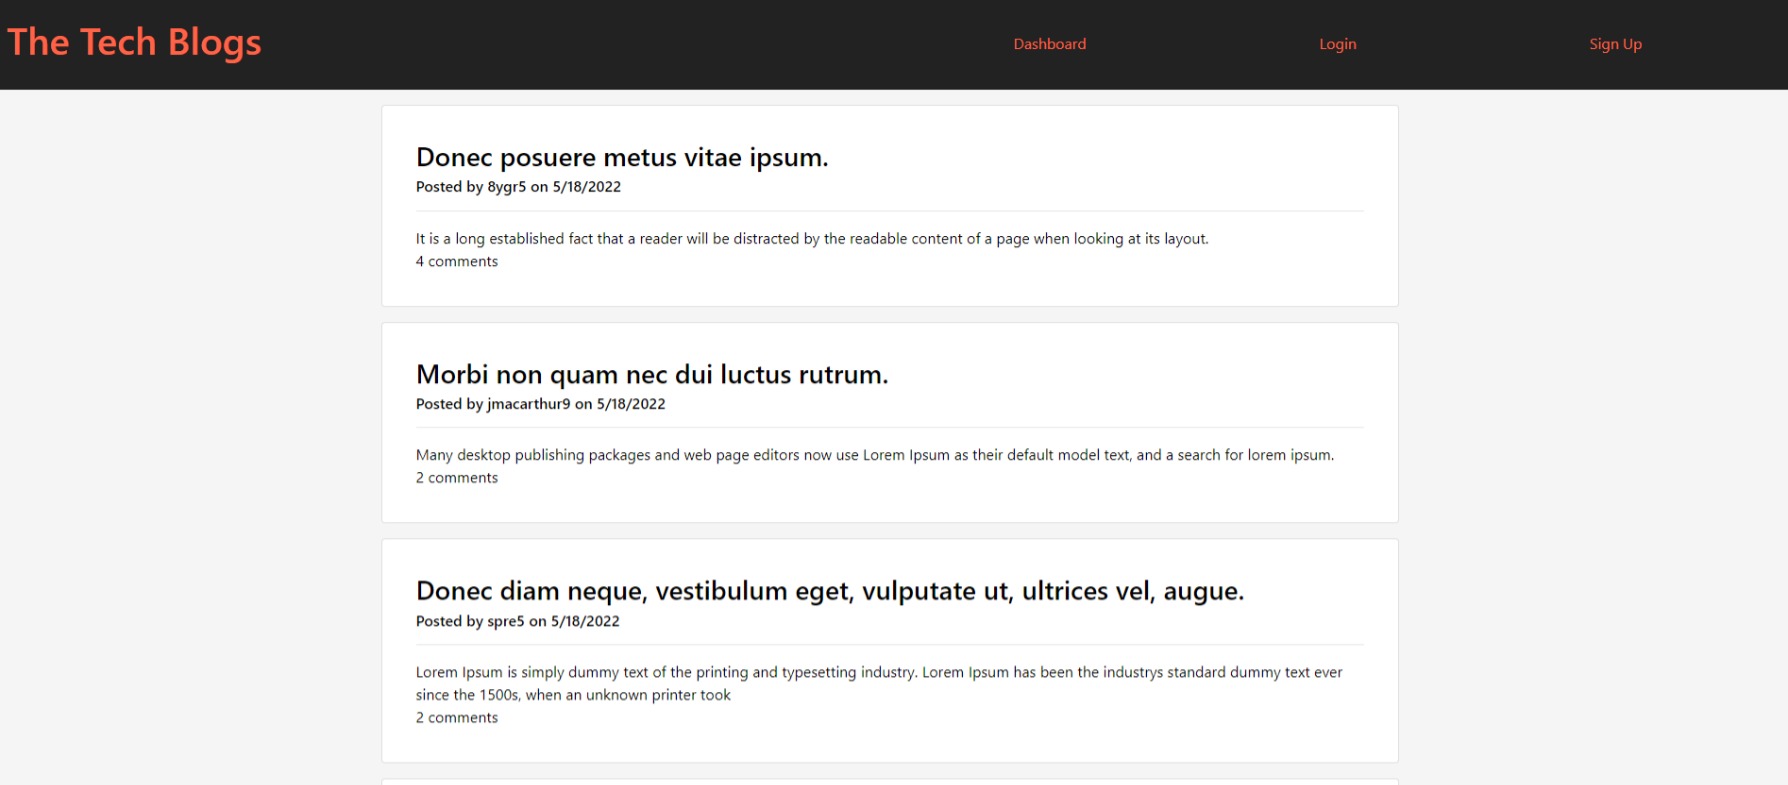 The Tech Blogs
Dashboard
Login
Sign Up
Donec posuere metus vitae ipsum.
Posted by 8ygr5 on 5/18/2022
It is a long established fact that a reader will be distracted by the readable content of a page when looking at its layout.
4 comments
Morbi non quam nec dui luctus rutrum.
Posted by jmacarthur9 on 5/18/2022
Many desktop publishing packages and web page editors now use Lorem Ipsum as their default model text, and a search for lorem ipsum.
2 comments
Donec diam neque, vestibulum eget, vulputate ut, ultrices vel, augue.
Posted by spre5 on 5/18/2022
Lorem Ipsum is simply dummy text of the printing and typesetting industry. Lorem Ipsum has been the industrys standard dummy text ever
since the 1500s, when an unknown printer took
2 comments